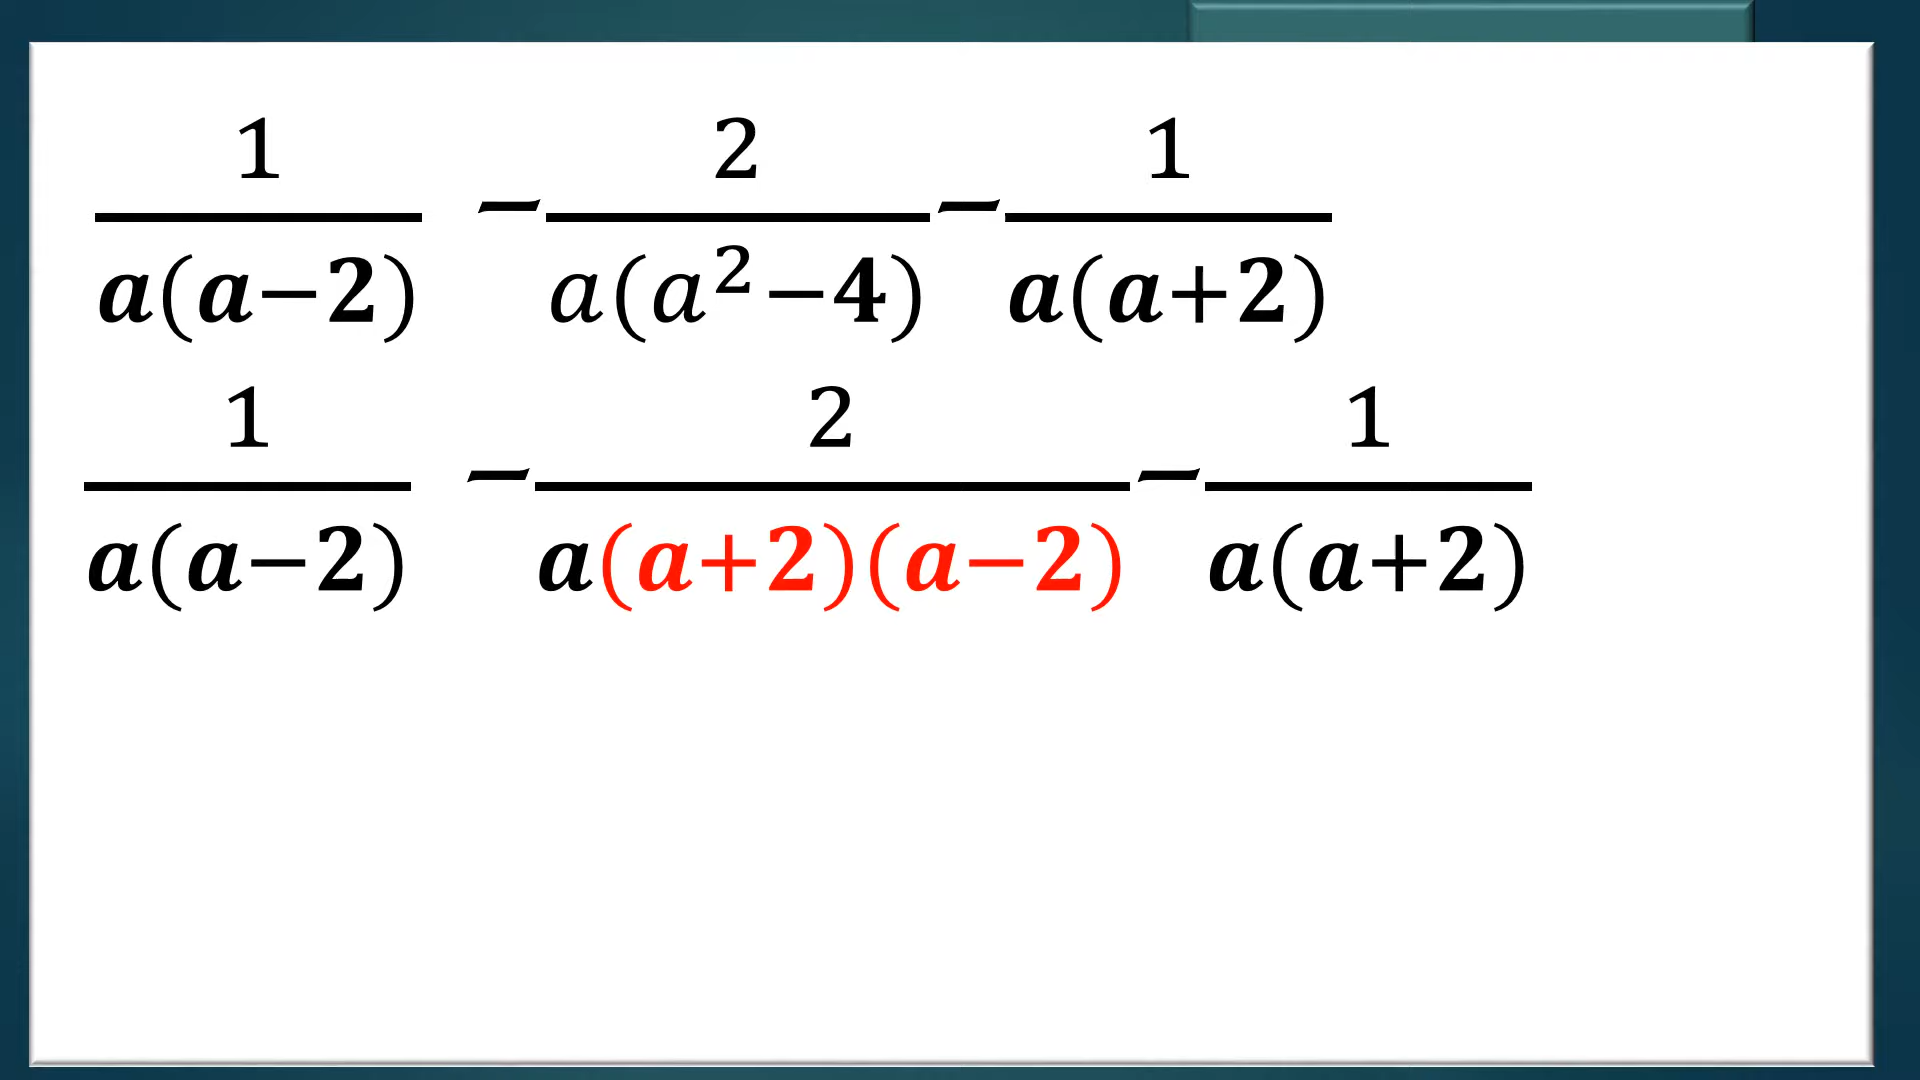 1/(a(a−2)) − 2/(a(a²−4)) − 1/(a(a+2))
1/(a(a−2)) − 2/(a(a+2)(a−2)) − 1/(a(a+2))